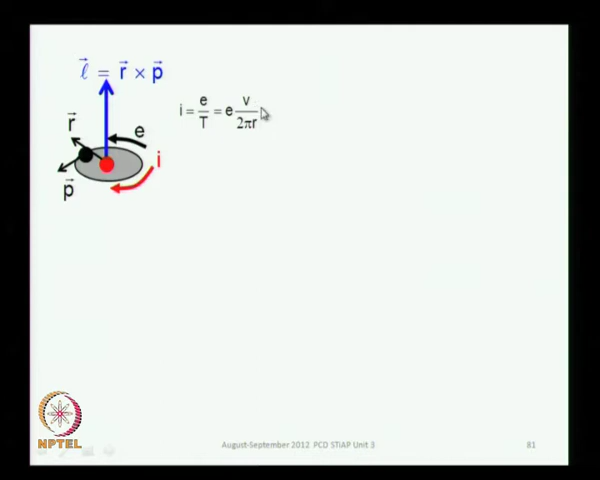 ℓ⃗ = r⃗ × p⃗
r⃗
e
i = e/T = e v/2πr
i
p⃗
NPTEL
August-September 2012 PCD STIAP Unit 3
81